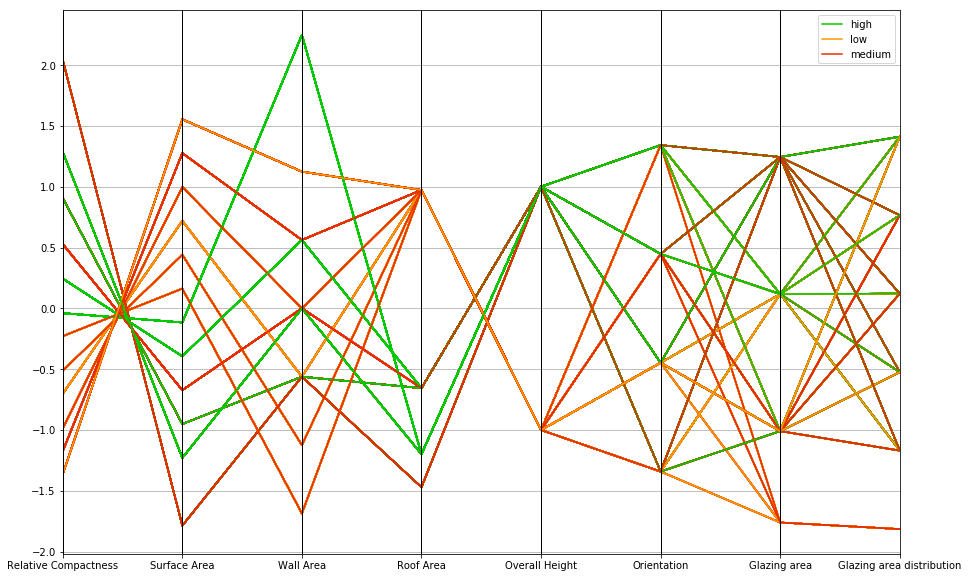 high
low
medium
2.0
1.5
1.0
0.5
0.0
−0.5
−1.0
−1.5
−2.0
Relative Compactness Surface Area Wall Area Roof Area Overall Height Orientation Glazing area Glazing area distribution